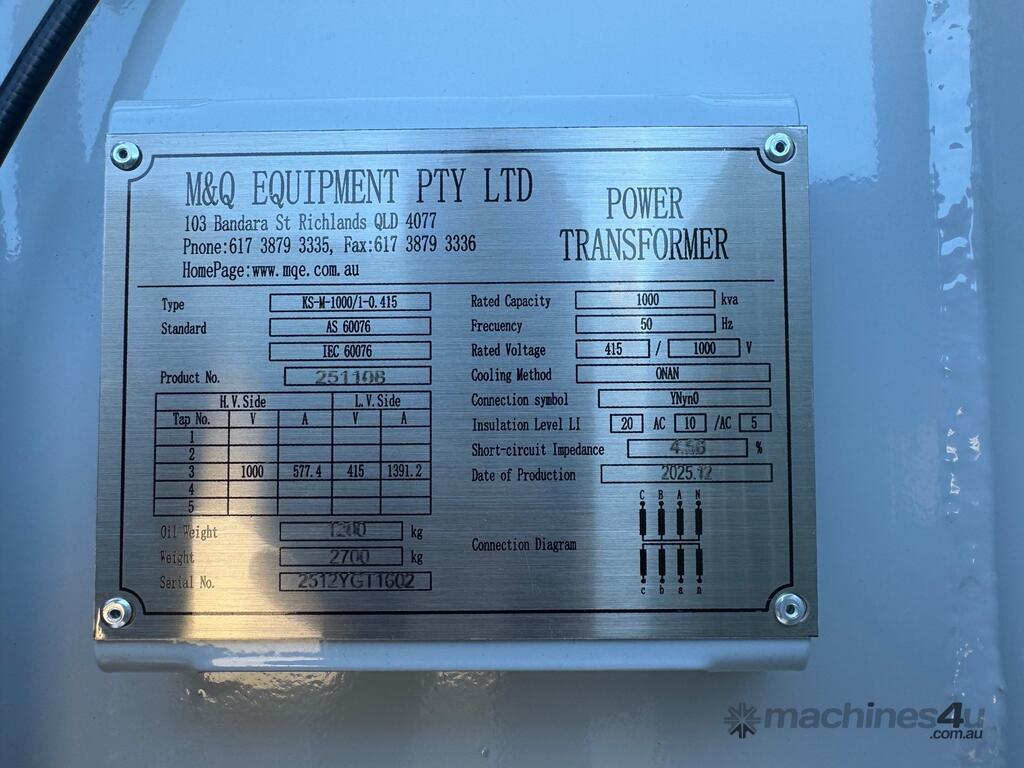 M&Q EQUIPMENT PTY LTD
103 Bandara St Richlands QLD 4077
Pnone:617 3879 3335, Fax:617 3879 3336
HomePage:www.mqe.com.au
POWER
TRANSFORMER
Type KS-M-1000/1-0.415
Standard AS 60076
IEC 60076
Product No. 251108
H.V.Side L.V.Side
Tap No. V A V A
1
2
3 1000 577.4 415 1391.2
4
5
Oil Weight 1200 kg
Weight 2700 kg
Serial No. 2512YGT1602
Rated Capacity 1000 kva
Frecuency 50 Hz
Rated Voltage 415 / 1000 V
Cooling Method ONAN
Connection symbol YNyn0
Insulation Level LI 20 AC 10 /AC 5
Short-circuit Impedance %
Date of Production 2025.12
C B A N
Connection Diagram
c b a n
machines4u
.com.au